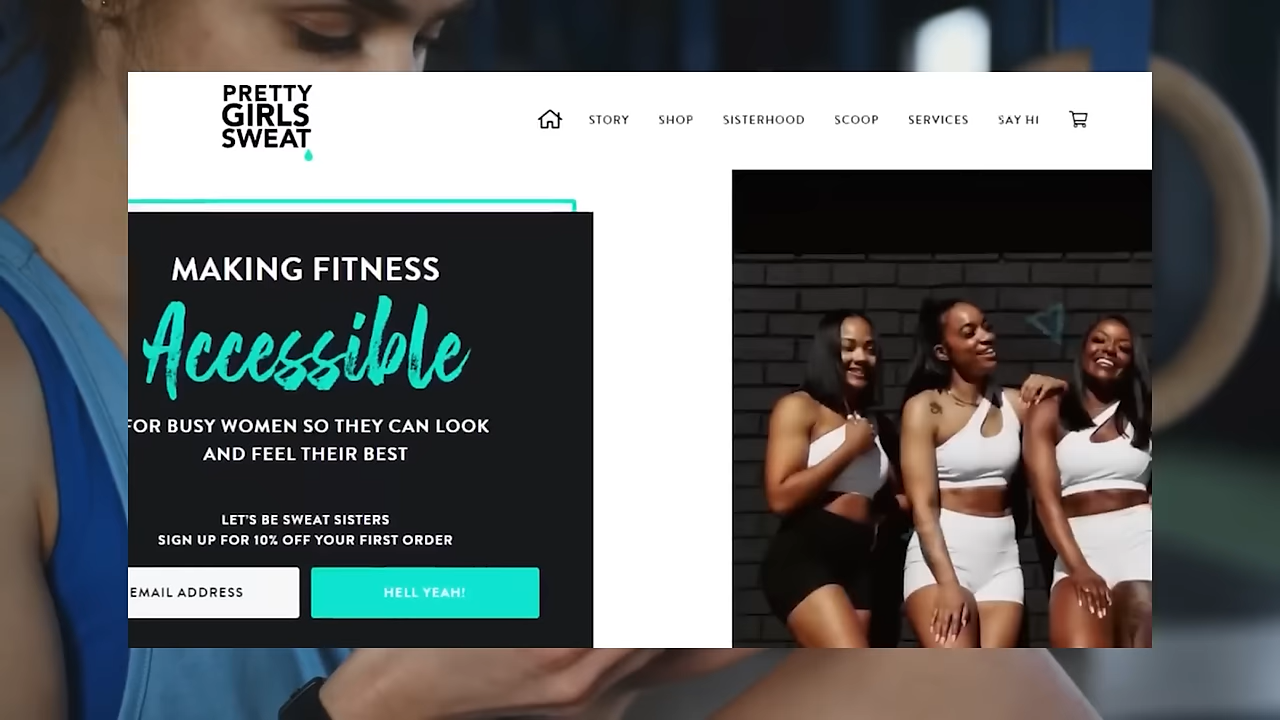 PRETTY
GIRLS
SWEAT
STORY SHOP SISTERHOOD SCOOP SERVICES SAY HI
MAKING FITNESS
Accessible
FOR BUSY WOMEN SO THEY CAN LOOK
AND FEEL THEIR BEST
LET'S BE SWEAT SISTERS
SIGN UP FOR 10% OFF YOUR FIRST ORDER
EMAIL ADDRESS HELL YEAH!